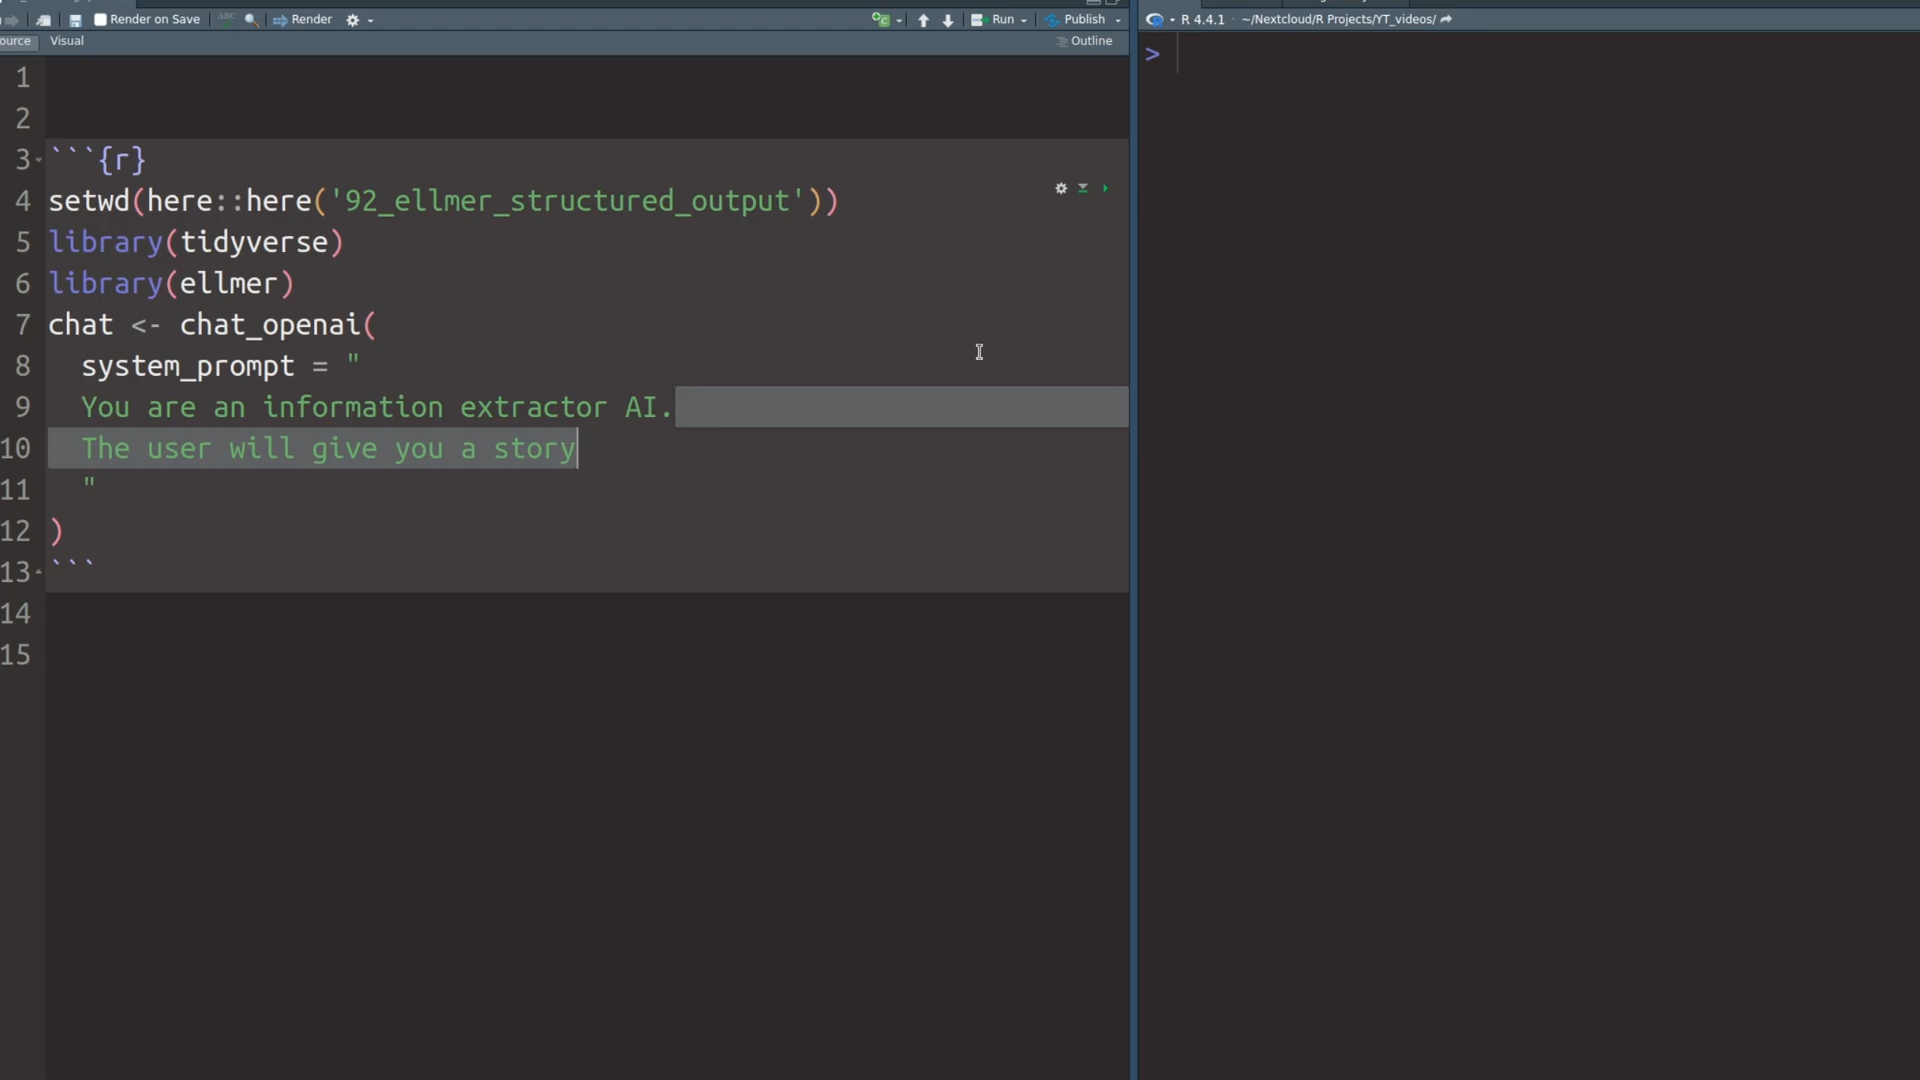 Render on Save
ABC
Render
Run
Publish
R 4.4.1 · ~/Nextcloud/R Projects/YT_videos/
ource
Visual
Outline
1
2
3 ```{r}
4 setwd(here::here('92_ellmer_structured_output'))
5 library(tidyverse)
6 library(ellmer)
7 chat <- chat_openai(
8 system_prompt = "
9 You are an information extractor AI.
10 The user will give you a story
11 "
12 )
13 ```
14
15
>